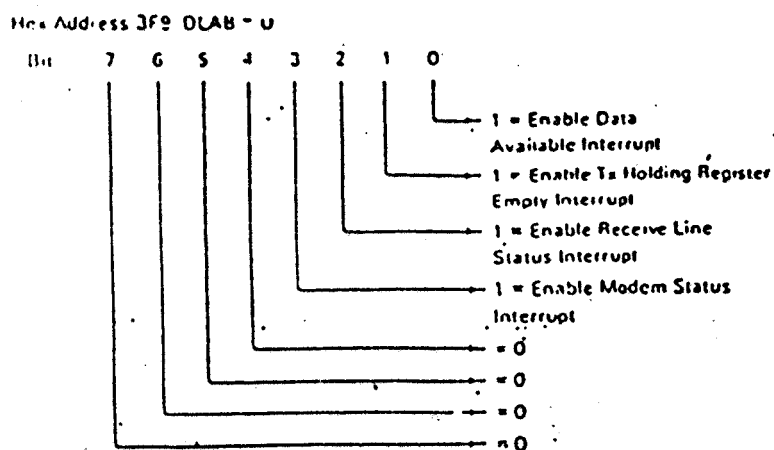 Hex Address 3F9 DLAB = 0
Bit 7 6 5 4 3 2 1 0
1 = Enable Data
Available Interrupt
1 = Enable Tx Holding Register
Empty Interrupt
1 = Enable Receive Line
Status Interrupt
1 = Enable Modem Status
Interrupt
= 0
= 0
= 0
= 0